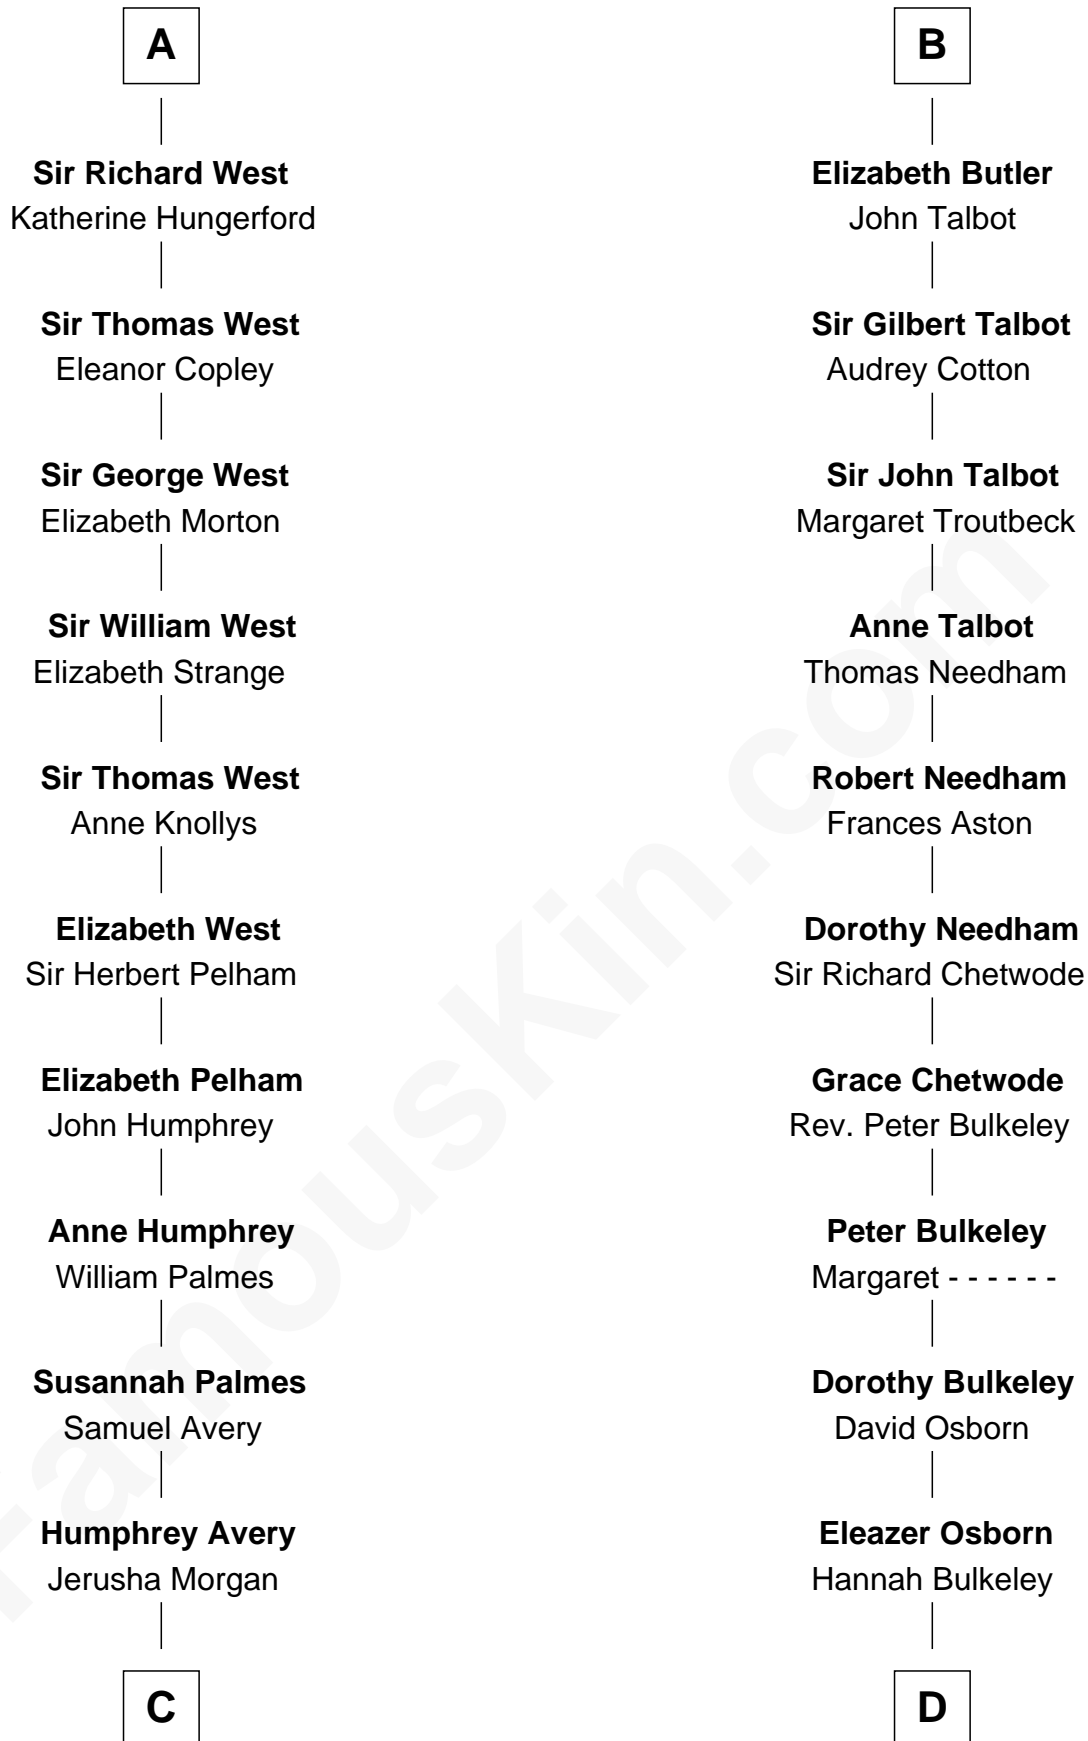 A
Sir Richard West
Katherine Hungerford
Sir Thomas West
Eleanor Copley
Sir George West
Elizabeth Morton
Sir William West
Elizabeth Strange
Sir Thomas West
Anne Knollys
Elizabeth West
Sir Herbert Pelham
Elizabeth Pelham
John Humphrey
Anne Humphrey
William Palmes
Susannah Palmes
Samuel Avery
Humphrey Avery
Jerusha Morgan
C
B
Elizabeth Butler
John Talbot
Sir Gilbert Talbot
Audrey Cotton
Sir John Talbot
Margaret Troutbeck
Anne Talbot
Thomas Needham
Robert Needham
Frances Aston
Dorothy Needham
Sir Richard Chetwode
Grace Chetwode
Rev. Peter Bulkeley
Peter Bulkeley
Margaret - - - - - -
Dorothy Bulkeley
David Osborn
Eleazer Osborn
Hannah Bulkeley
D
FamousKin.com